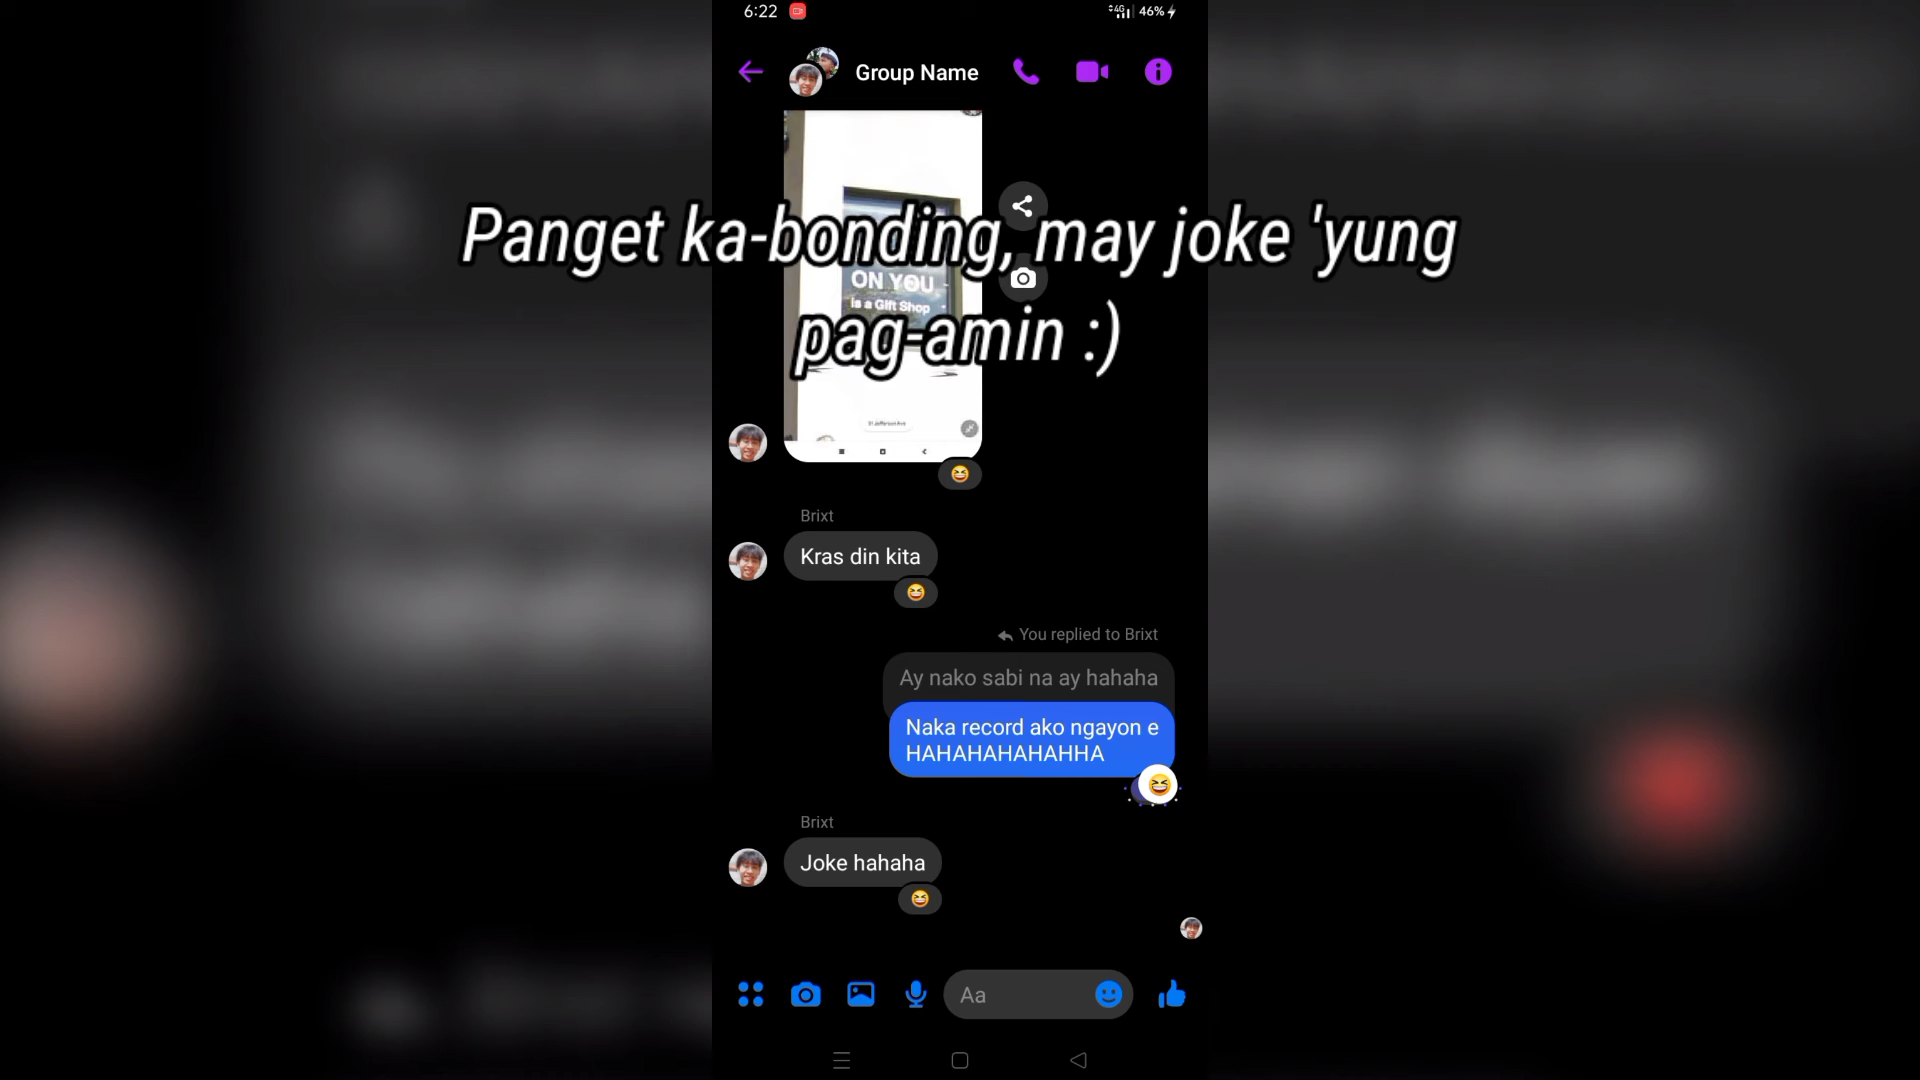 6:22
4G 46%
Group Name
Panget ka-bonding, may joke 'yung
pag-amin :)
ON YOU
is a Gift Shop
Brixt
Kras din kita
You replied to Brixt
Ay nako sabi na ay hahaha
Naka record ako ngayon e
HAHAHAHAHAHHA
Brixt
Joke hahaha
Aa